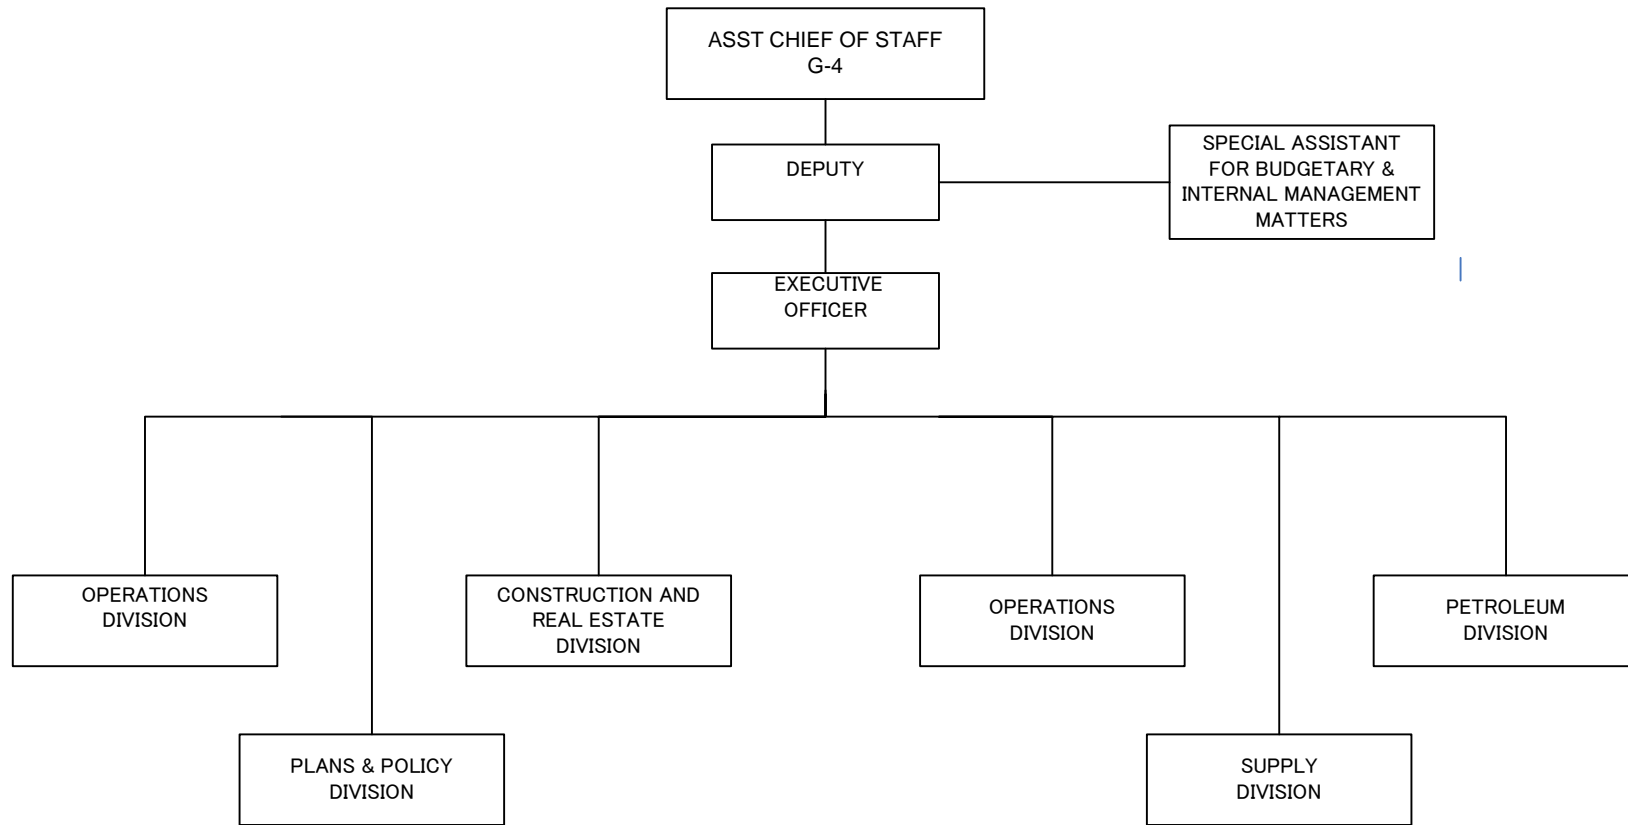 ASST CHIEF OF STAFF
G-4
DEPUTY
SPECIAL ASSISTANT
FOR BUDGETARY &
INTERNAL MANAGEMENT
MATTERS
EXECUTIVE
OFFICER
OPERATIONS
DIVISION
CONSTRUCTION AND
REAL ESTATE
DIVISION
OPERATIONS
DIVISION
PETROLEUM
DIVISION
PLANS & POLICY
DIVISION
SUPPLY
DIVISION